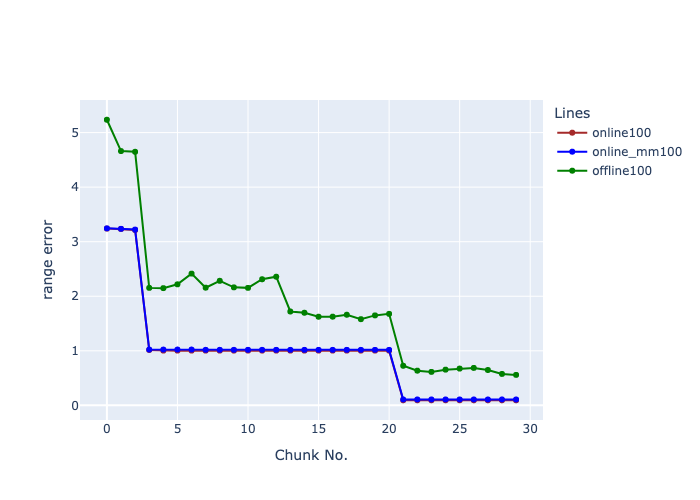 Lines
online100
online_mm100
offline100
range error
5
4
3
2
1
0
0 5 10 15 20 25 30
Chunk No.